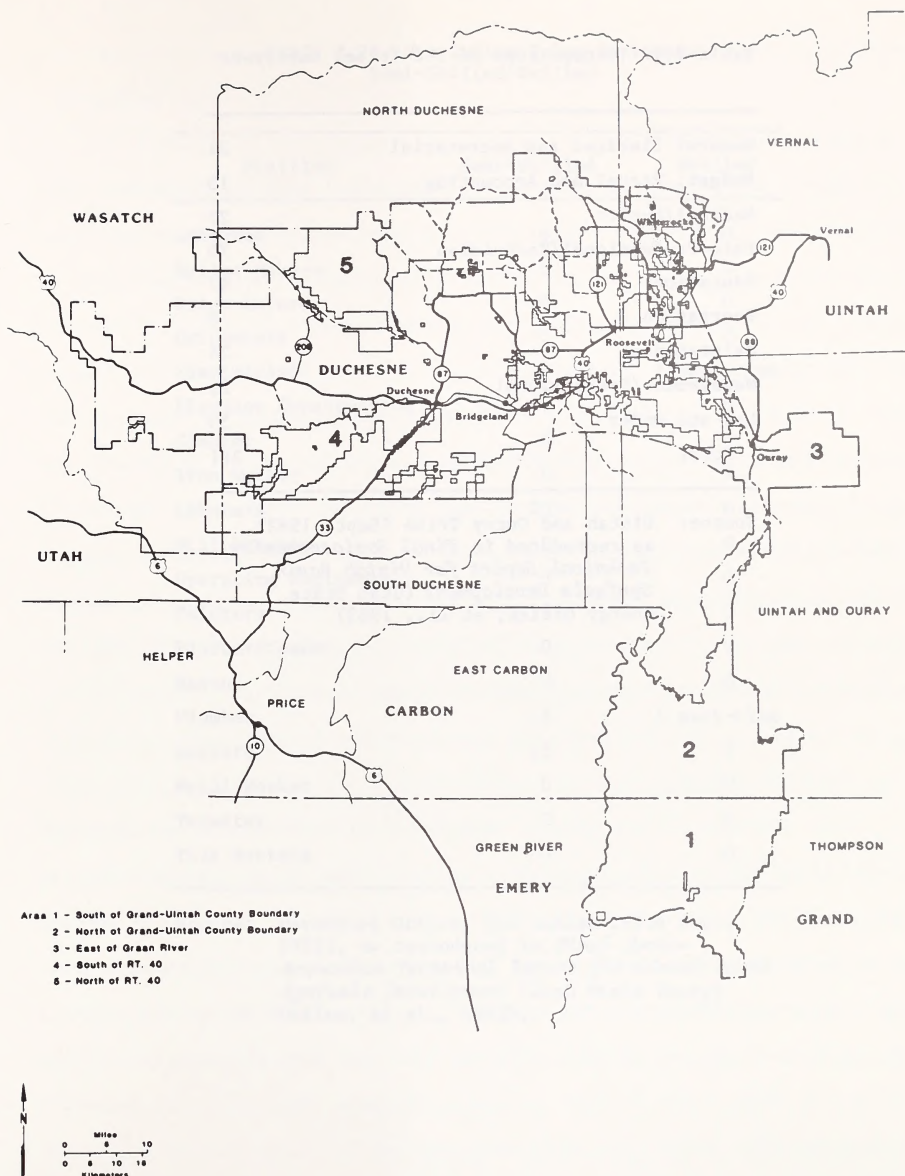 NORTH DUCHESNE
VERNAL
WASATCH
Whiterocks
121
Vernal
5
40
40
121
UINTAH
208
Roosevelt
88
87
40
DUCHESNE
87
Duchesne
Bridgeland
4
Ouray
3
33
UTAH
6
SOUTH DUCHESNE
UINTAH AND OURAY
HELPER
EAST CARBON
PRICE
CARBON
2
10
6
GREEN RIVER
1
THOMPSON
EMERY
GRAND
Area 1 - South of Grand-Uintah County Boundary
2 - North of Grand-Uintah County Boundary
3 - East of Graan River
4 - South of RT. 40
5 - North of RT. 40
N
Miles
0 5 10
0 5 10 15
Kilometers